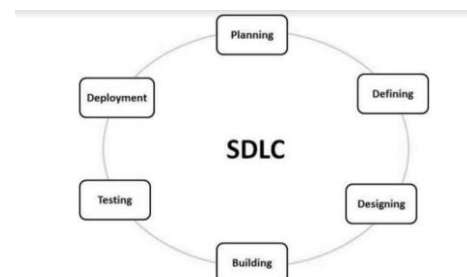 Planning
Deployment
Defining
SDLC
Testing
Designing
Building